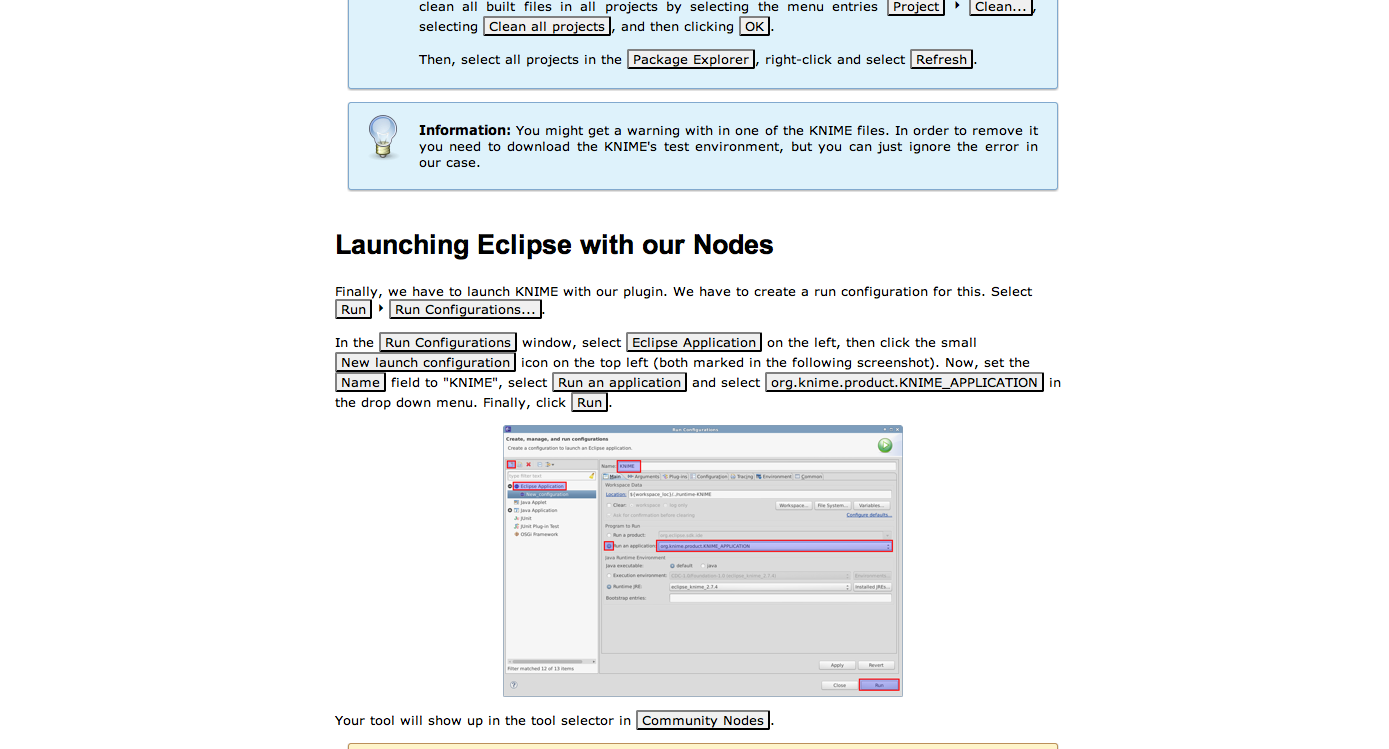 clean all built files in all projects by selecting the menu entries Project Clean...,
selecting Clean all projects, and then clicking OK.
Then, select all projects in the Package Explorer, right-click and select Refresh.
Information: You might get a warning with in one of the KNIME files. In order to remove it
you need to download the KNIME's test environment, but you can just ignore the error in
our case.
Launching Eclipse with our Nodes
Finally, we have to launch KNIME with our plugin. We have to create a run configuration for this. Select
Run Run Configurations....
In the Run Configurations window, select Eclipse Application on the left, then click the small
New launch configuration icon on the top left (both marked in the following screenshot). Now, set the
Name field to "KNIME", select Run an application and select org.knime.product.KNIME_APPLICATION in
the drop down menu. Finally, click Run.
Run Configurations
Create, manage, and run configurations
Create a configuration to launch an Eclipse application.
Name: KNIME
type filter text
Main Arguments Plug-ins Configuration Tracing Environment Common
Eclipse Application
New_configuration
Java Applet
Java Application
JUnit
JUnit Plug-in Test
OSGi Framework
Workspace Data
Location: ${workspace_loc}/../runtime-KNIME
Clear: workspace log only
Workspace... File System... Variables...
Ask for confirmation before clearing
Configure defaults...
Program to Run
Run a product: org.eclipse.sdk.ide
Run an application: org.knime.product.KNIME_APPLICATION
Java Runtime Environment
Java executable: default java
Execution environment:
Environments...
Runtime JRE: eclipse_knime_2.7.4 Installed JREs...
Bootstrap entries:
Filter matched 12 of 13 items
Apply Revert
Close Run
Your tool will show up in the tool selector in Community Nodes.